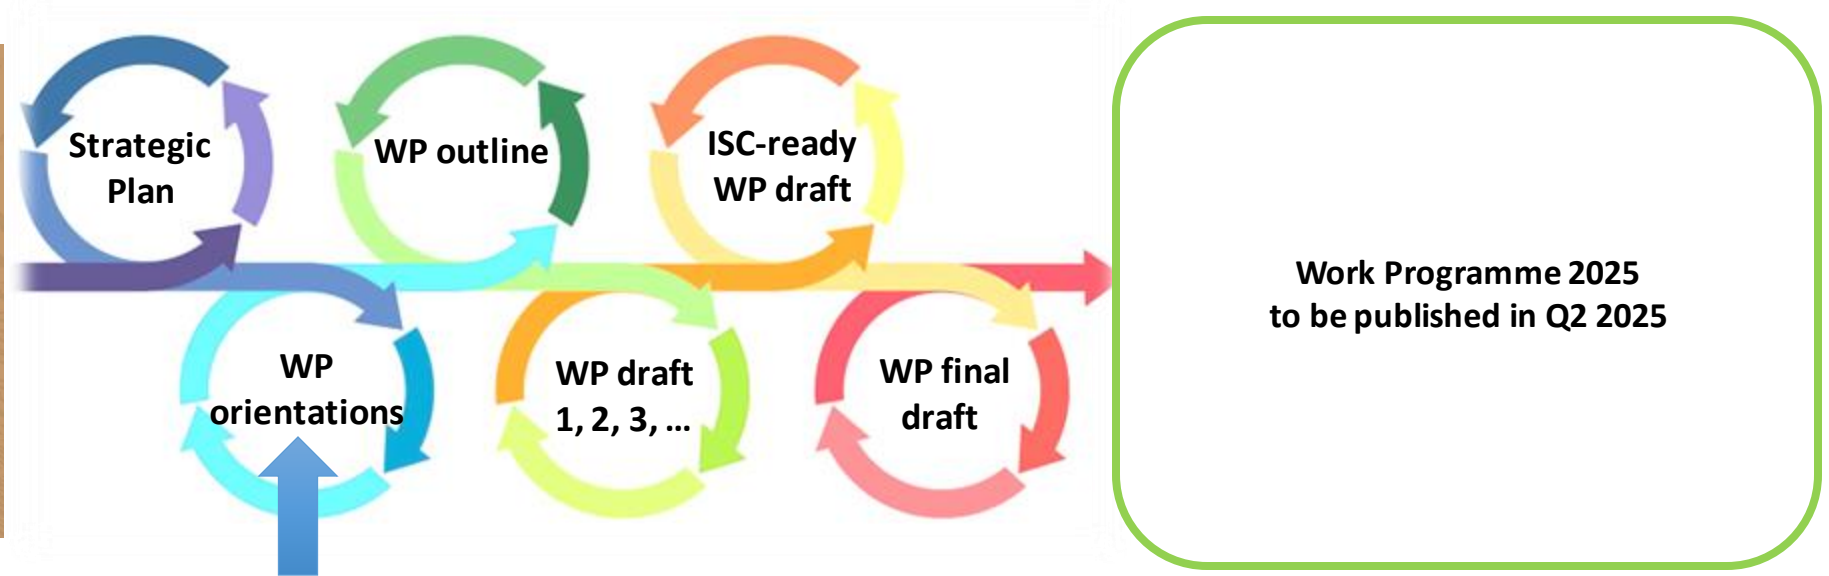 Strategic
Plan
WP
orientations
WP outline
WP draft
1, 2, 3, ...
ISC-ready
WP draft
WP final
draft
Work Programme 2025
to be published in Q2 2025